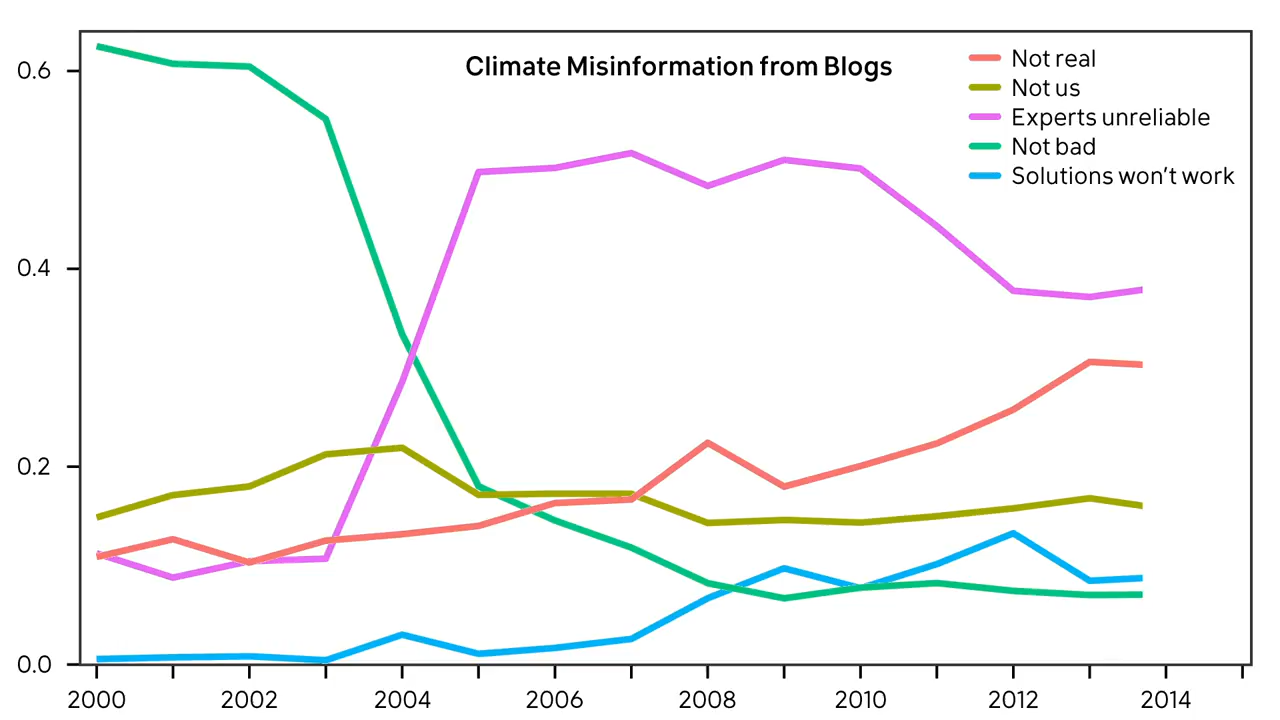 Climate Misinformation from Blogs
Not real
Not us
Experts unreliable
Not bad
Solutions won't work
0.6
0.4
0.2
0.0
2000 2002 2004 2006 2008 2010 2012 2014